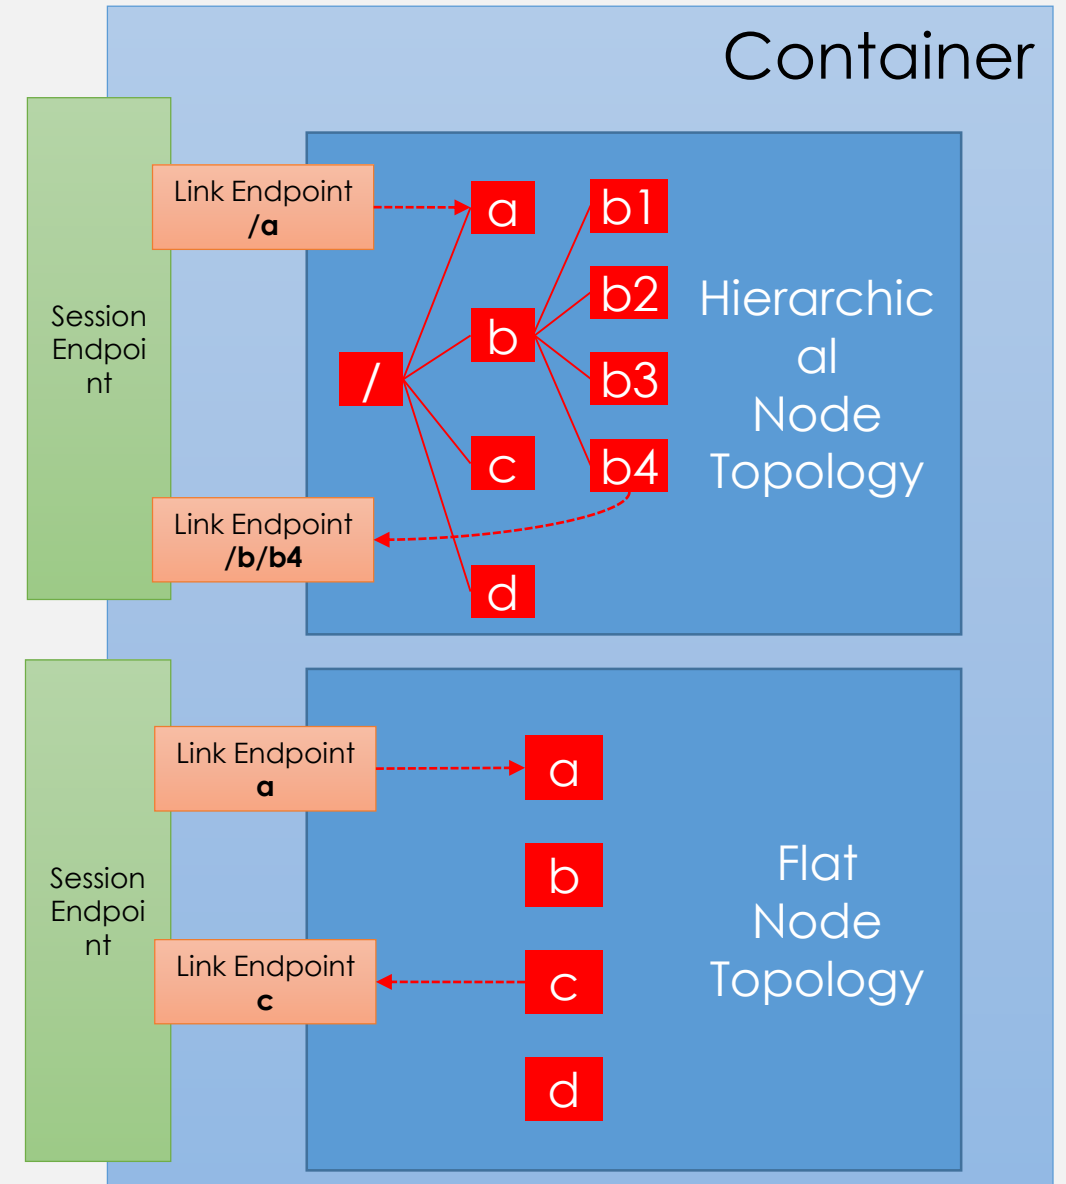 Container
Link Endpoint
/a
a
b1
b2
Session
Endpoi
nt
Hierarchic
al
Node
Topology
b
b3
/
c
b4
Link Endpoint
/b/b4
d
Link Endpoint
a
a
b
Session
Endpoi
nt
Flat
Node
Topology
Link Endpoint
c
c
d